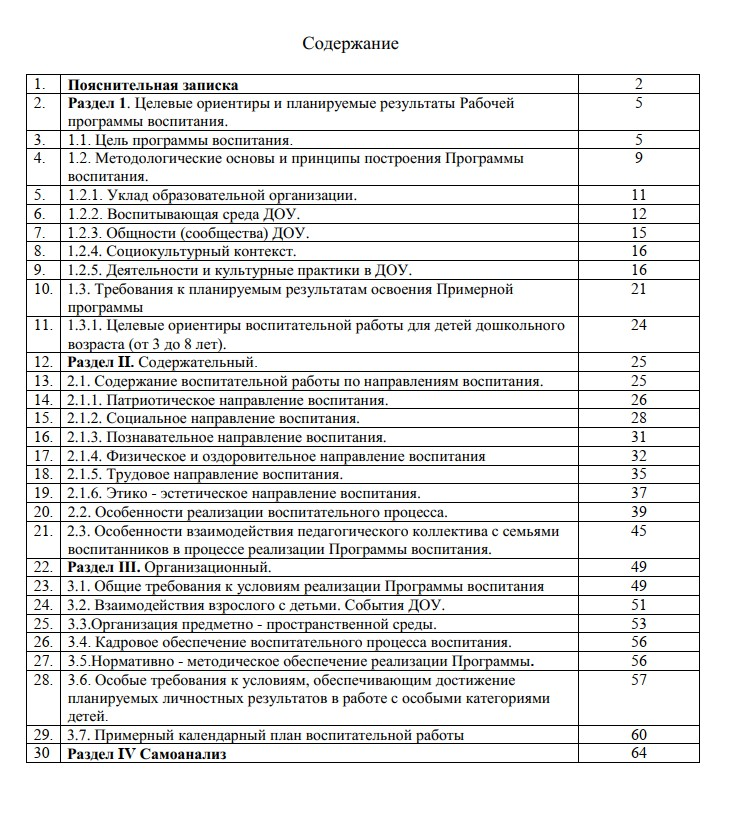 Содержание
1. Пояснительная записка 2
2. Раздел 1. Целевые ориентиры и планируемые результаты Рабочей 5
программы воспитания.
3. 1.1. Цель программы воспитания. 5
4. 1.2. Методологические основы и принципы построения Программы 9
воспитания.
5. 1.2.1. Уклад образовательной организации. 11
6. 1.2.2. Воспитывающая среда ДОУ. 12
7. 1.2.3. Общности (сообщества) ДОУ. 15
8. 1.2.4. Социокультурный контекст. 16
9. 1.2.5. Деятельности и культурные практики в ДОУ. 16
10. 1.3. Требования к планируемым результатам освоения Примерной 21
программы
11. 1.3.1. Целевые ориентиры воспитательной работы для детей дошкольного 24
возраста (от 3 до 8 лет).
12. Раздел II. Содержательный. 25
13. 2.1. Содержание воспитательной работы по направлениям воспитания. 25
14. 2.1.1. Патриотическое направление воспитания. 26
15. 2.1.2. Социальное направление воспитания. 28
16. 2.1.3. Познавательное направление воспитания. 31
17. 2.1.4. Физическое и оздоровительное направление воспитания 32
18. 2.1.5. Трудовое направление воспитания. 35
19. 2.1.6. Этико - эстетическое направление воспитания. 37
20. 2.2. Особенности реализации воспитательного процесса. 39
21. 2.3. Особенности взаимодействия педагогического коллектива с семьями 45
воспитанников в процессе реализации Программы воспитания.
22. Раздел III. Организационный. 49
23. 3.1. Общие требования к условиям реализации Программы воспитания 49
24. 3.2. Взаимодействия взрослого с детьми. События ДОУ. 51
25. 3.3.Организация предметно - пространственной среды. 53
26. 3.4. Кадровое обеспечение воспитательного процесса воспитания. 56
27. 3.5.Нормативно - методическое обеспечение реализации Программы. 56
28. 3.6. Особые требования к условиям, обеспечивающим достижение 57
планируемых личностных результатов в работе с особыми категориями
детей.
29. 3.7. Примерный календарный план воспитательной работы 60
30 Раздел IV Самоанализ 64